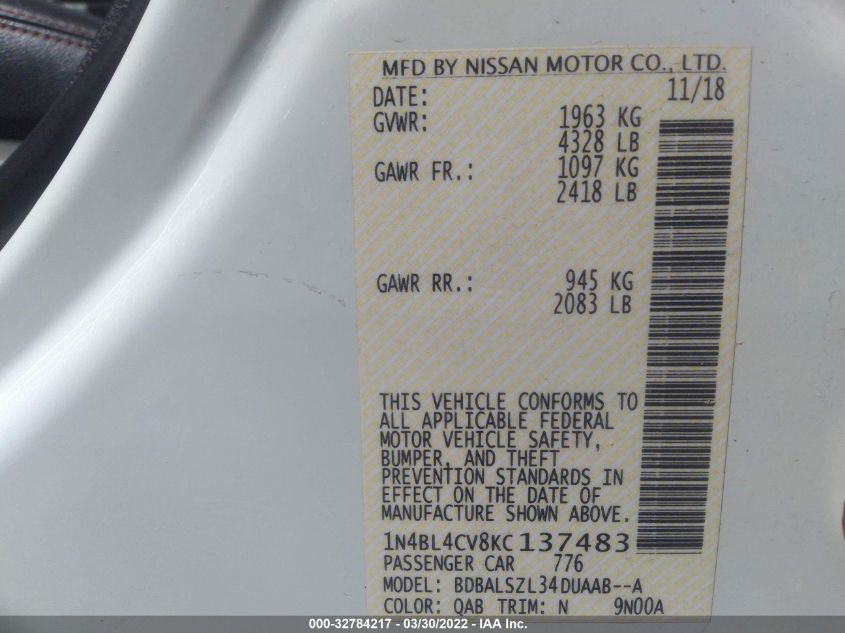 MFD BY NISSAN MOTOR CO., LTD.
DATE: 11/18
GVWR: 1963 KG
4328 LB
GAWR FR.: 1097 KG
2418 LB
GAWR RR.: 945 KG
2083 LB
THIS VEHICLE CONFORMS TO
ALL APPLICABLE FEDERAL
MOTOR VEHICLE SAFETY,
BUMPER, AND THEFT
PREVENTION STANDARDS IN
EFFECT ON THE DATE OF
MANUFACTURE SHOWN ABOVE.
1N4BL4CV8KC137483
PASSENGER CAR 776
MODEL: BDBALSZL34DUAAB--A
COLOR: QAB TRIM: N 9N00A
000-32784217 - 03/30/2022 - IAA Inc.